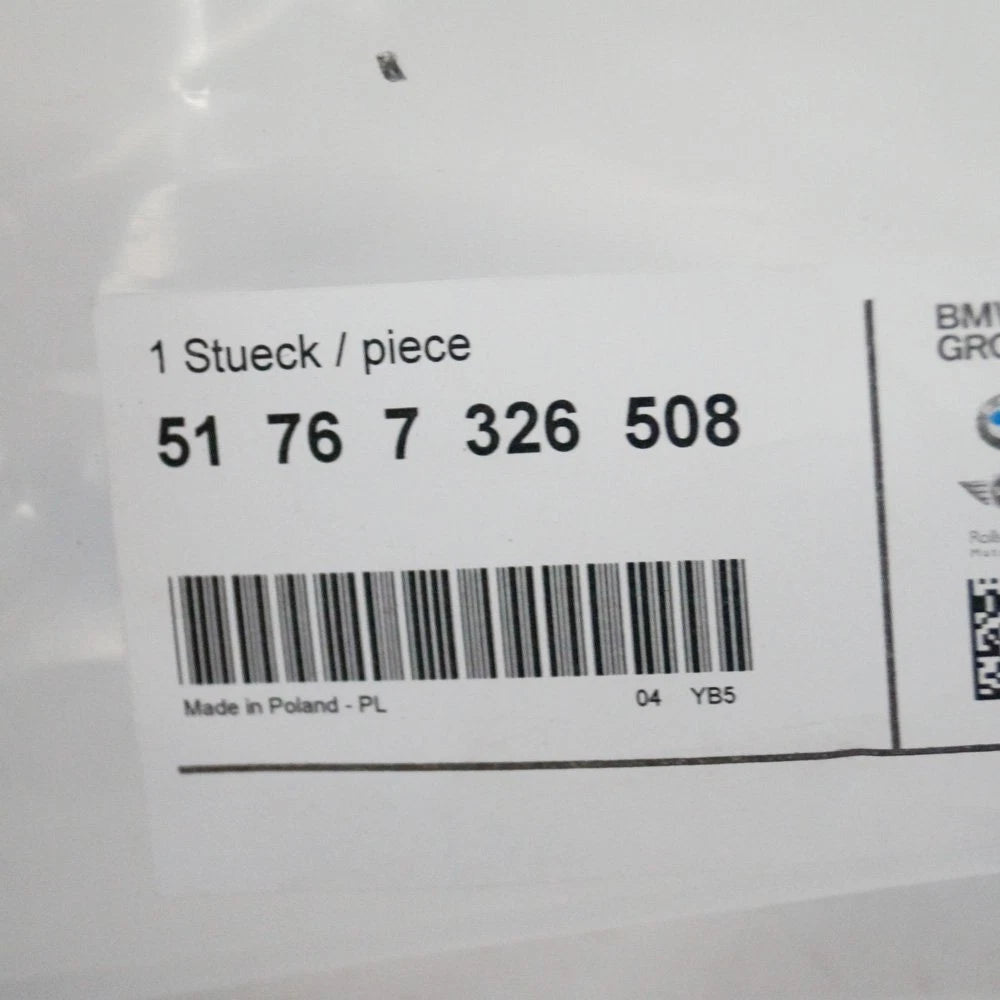 1 Stueck / piece
51 76 7 326 508
Made in Poland - PL
04 YB5
BMW
GRO